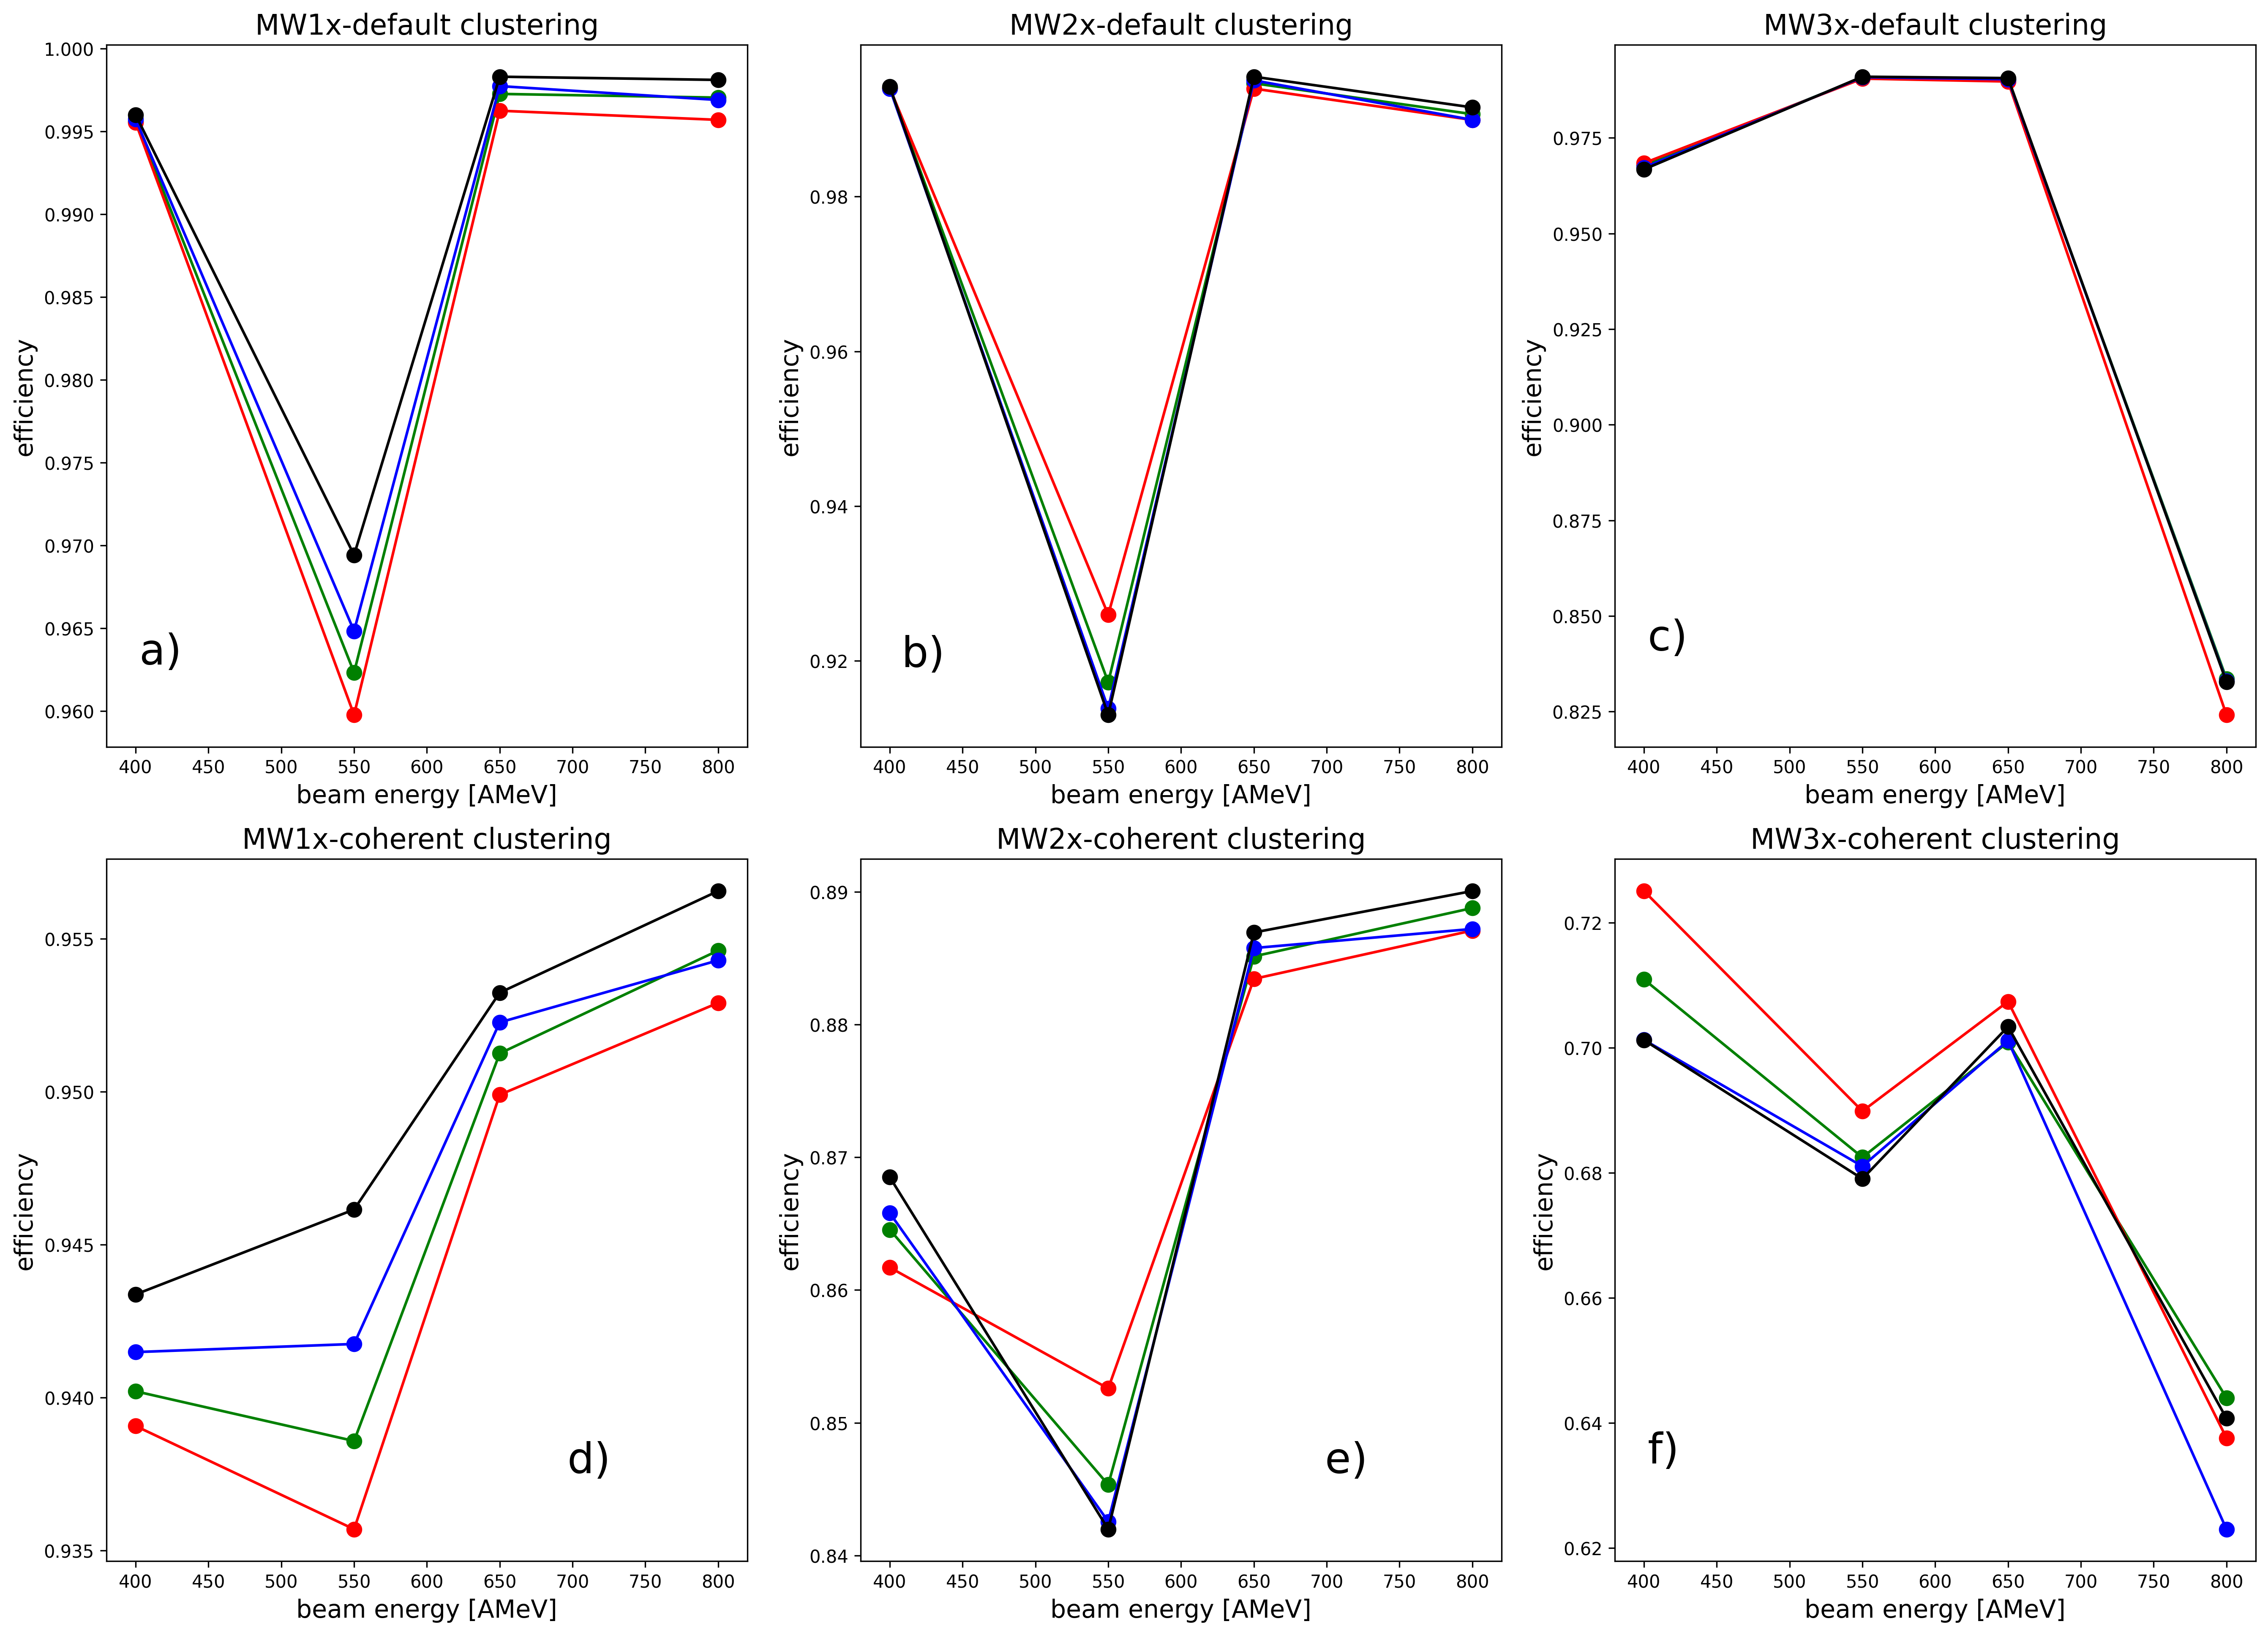 MW1x-default clustering
1.000
0.995
0.990
0.985
0.980
0.975
0.970
0.965
0.960
efficiency
a)
400 450 500 550 600 650 700 750 800
beam energy [AMeV]
MW2x-default clustering
0.98
0.96
0.94
0.92
efficiency
b)
400 450 500 550 600 650 700 750 800
beam energy [AMeV]
MW3x-default clustering
0.975
0.950
0.925
0.900
0.875
0.850
0.825
efficiency
c)
400 450 500 550 600 650 700 750 800
beam energy [AMeV]
MW1x-coherent clustering
0.955
0.950
0.945
0.940
0.935
efficiency
d)
400 450 500 550 600 650 700 750 800
beam energy [AMeV]
MW2x-coherent clustering
0.89
0.88
0.87
0.86
0.85
0.84
efficiency
e)
400 450 500 550 600 650 700 750 800
beam energy [AMeV]
MW3x-coherent clustering
0.72
0.70
0.68
0.66
0.64
0.62
efficiency
f)
400 450 500 550 600 650 700 750 800
beam energy [AMeV]